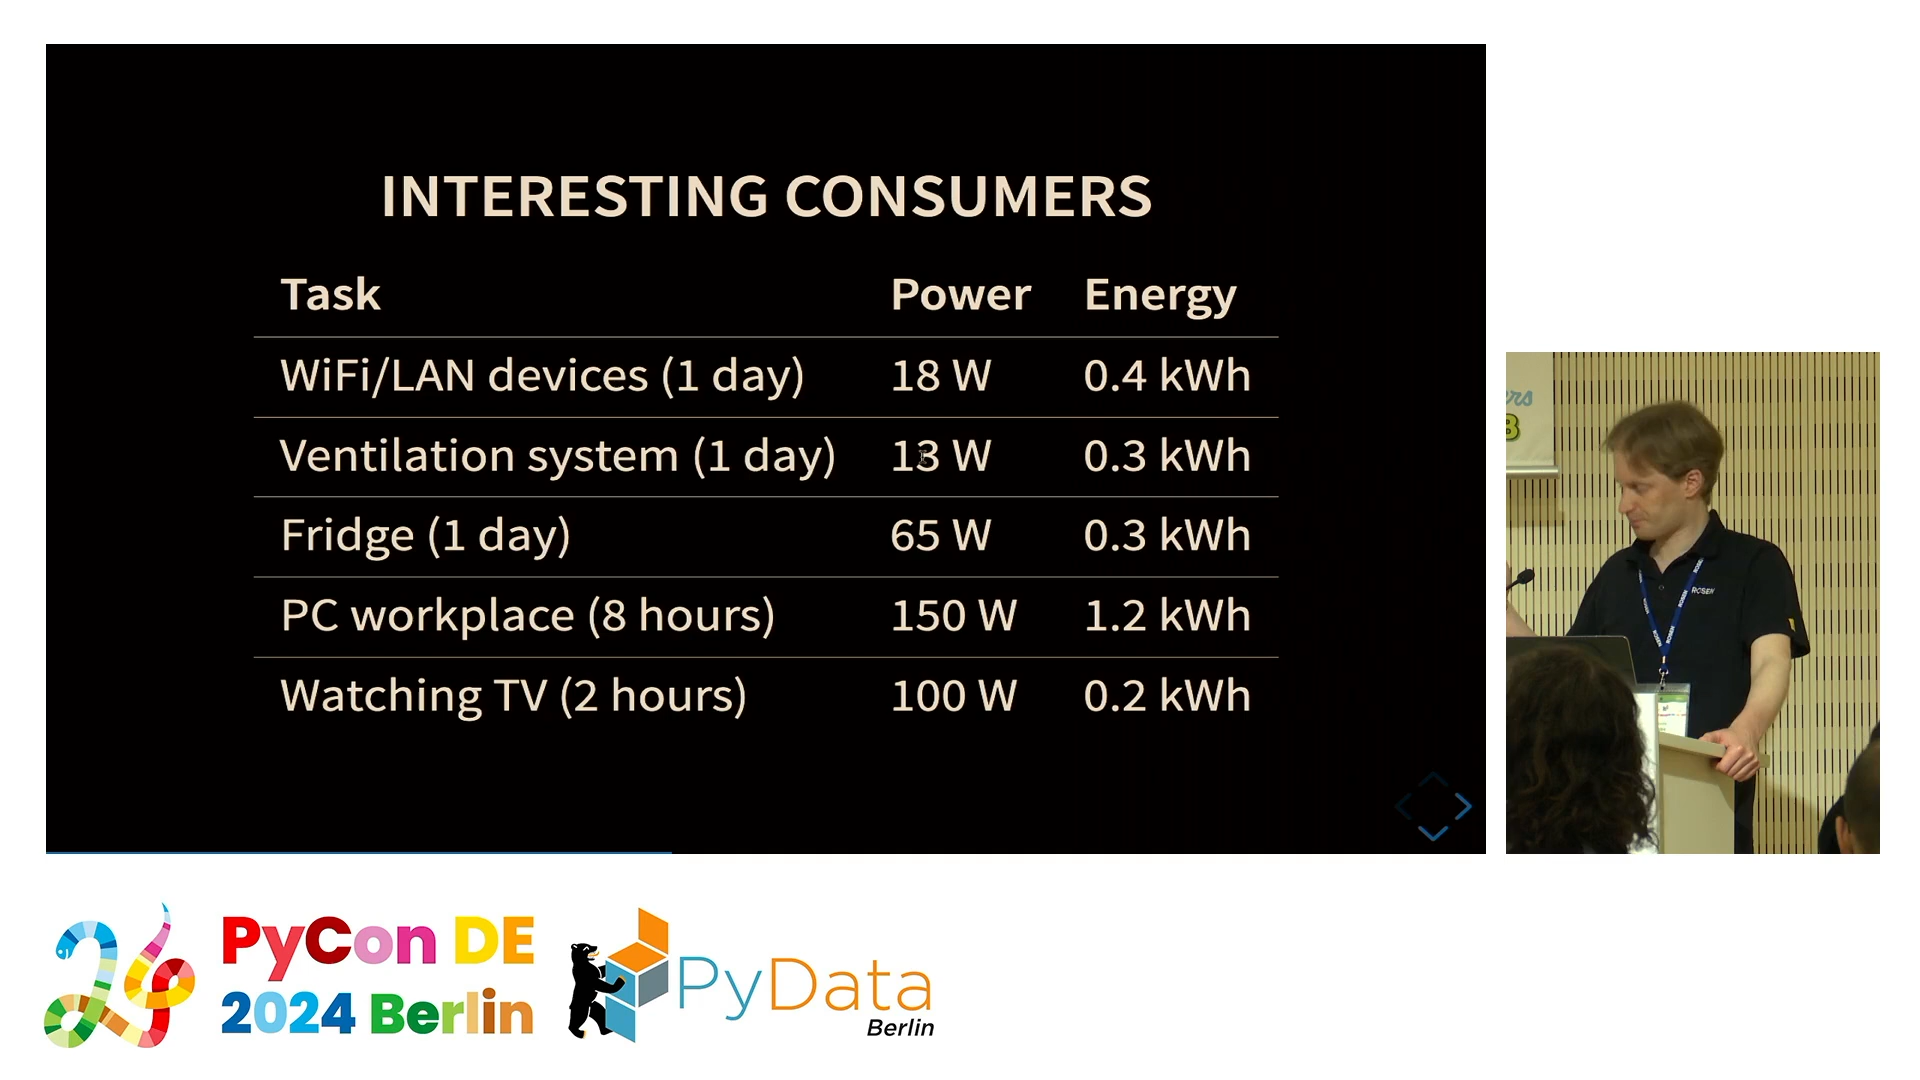 INTERESTING CONSUMERS
Task Power Energy
WiFi/LAN devices (1 day) 18 W 0.4 kWh
Ventilation system (1 day) 13 W 0.3 kWh
Fridge (1 day) 65 W 0.3 kWh
PC workplace (8 hours) 150 W 1.2 kWh
Watching TV (2 hours) 100 W 0.2 kWh
ROSEN
PyCon DE
2024 Berlin
PyData
Berlin